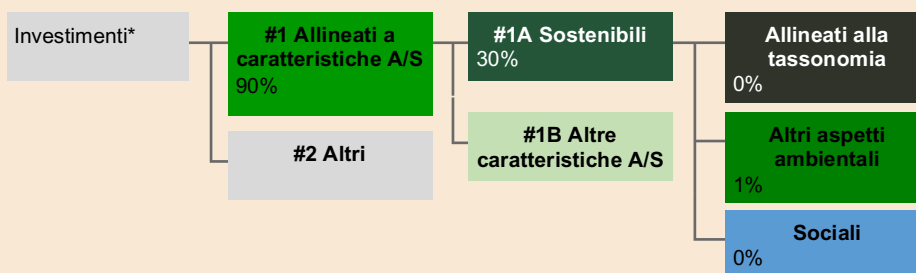 Investimenti*
#1 Allineati a
caratteristiche A/S
90%
#2 Altri
#1A Sostenibili
30%
#1B Altre
caratteristiche A/S
Allineati alla
tassonomia
0%
Altri aspetti
ambientali
1%
Sociali
0%